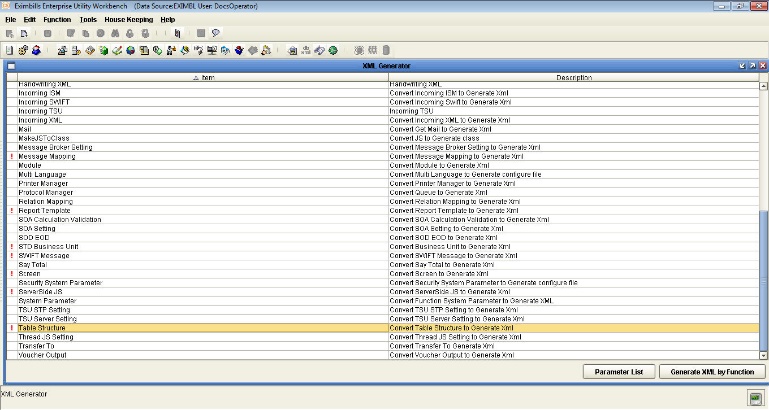 Eximbills Enterprise Utility Workbench (Data Source:EXIMBL User: DocsOperator)
File Edit Function Tools House Keeping Help
XML Generator
Item Description
Handwriting XML Handwriting XML
Incoming ISM Convert Incoming ISM to Generate Xml
Incoming SWIFT Convert Incoming Swift to Generate Xml
Incoming TSU Incoming TSU
Incoming XML Convert Incoming XML to Generate Xml
Mail Convert Get Mail to Generate Xml
MakeJSToClass Convert JS to Generate class
Message Broker Setting Convert Message Broker Setting to Generate Xml
! Message Mapping Convert Message Mapping to Generate Xml
Module Convert Module to Generate Xml
Multi Language Convert Multi Language to Generate configure file
Printer Manager Convert Printer Manager to Generate Xml
Protocol Manager Convert Queue to Generate Xml
Relation Mapping Convert Relation Mapping to Generate Xml
! Report Template Convert Report Template to Generate Xml
SOA Calculation Validation Convert SOA Calculation Validation to Generate Xml
SOA Setting Convert SOA Setting to Generate Xml
SOD EOD Convert SOD EOD to Generate Xml
! STD Business Unit Convert Business Unit to Generate Xml
! SWIFT Message Convert SWIFT Message to Generate Xml
Say Total Convert Say Total to Generate Xml
! Screen Convert Screen to Generate Xml
Security System Parameter Convert Security System Parameter to Generate configure file
! ServerSide JS Convert ServerSide JS to Generate Xml
System Parameter Convert Function System Parameter to Generate XML
TSU STP Setting Convert TSU STP Setting to Generate Xml
TSU Server Setting Convert TSU Server Setting to Generate Xml
! Table Structure Convert Table Structure to Generate Xml
Thread JS Setting Convert Thread JS Setting to Generate Xml
Transfer To Convert Transfer To Generate Xml
Voucher Output Convert Voucher Output to Generate Xml
Parameter List Generate XML by Function
XML Generator